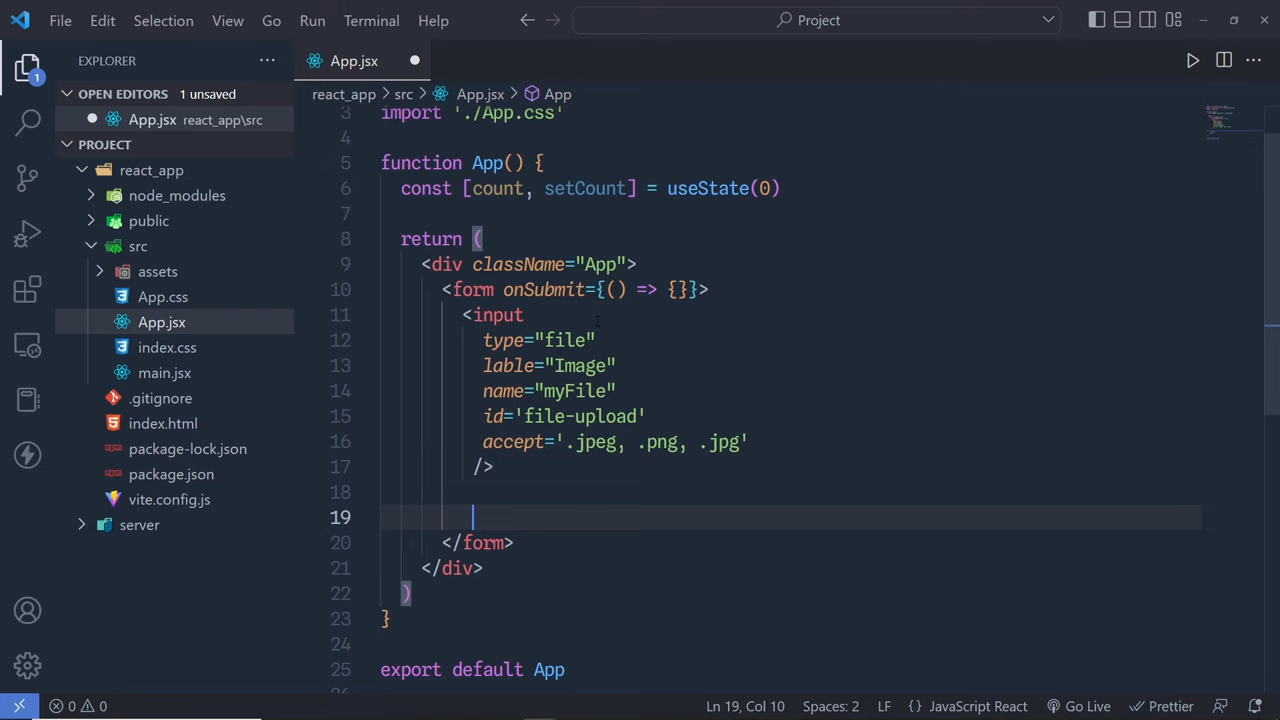 File Edit Selection View Go Run Terminal Help Project
EXPLORER
App.jsx
OPEN EDITORS 1 unsaved
App.jsx react_app\src
PROJECT
react_app
node_modules
public
src
assets
App.css
App.jsx
index.css
main.jsx
.gitignore
index.html
package-lock.json
package.json
vite.config.js
server
1
react_app > src > App.jsx > App
3 import './App.css'
4
5 function App() {
6 const [count, setCount] = useState(0)
7
8 return (
9 <div className="App">
10 <form onSubmit={() => {}}>
11 <input
12 type="file"
13 lable="Image"
14 name="myFile"
15 id='file-upload'
16 accept='.jpeg, .png, .jpg'
17 />
18
19
20 </form>
21 </div>
22 )
23 }
24
25 export default App
0 0 Ln 19, Col 10 Spaces: 2 LF {} JavaScript React Go Live Prettier